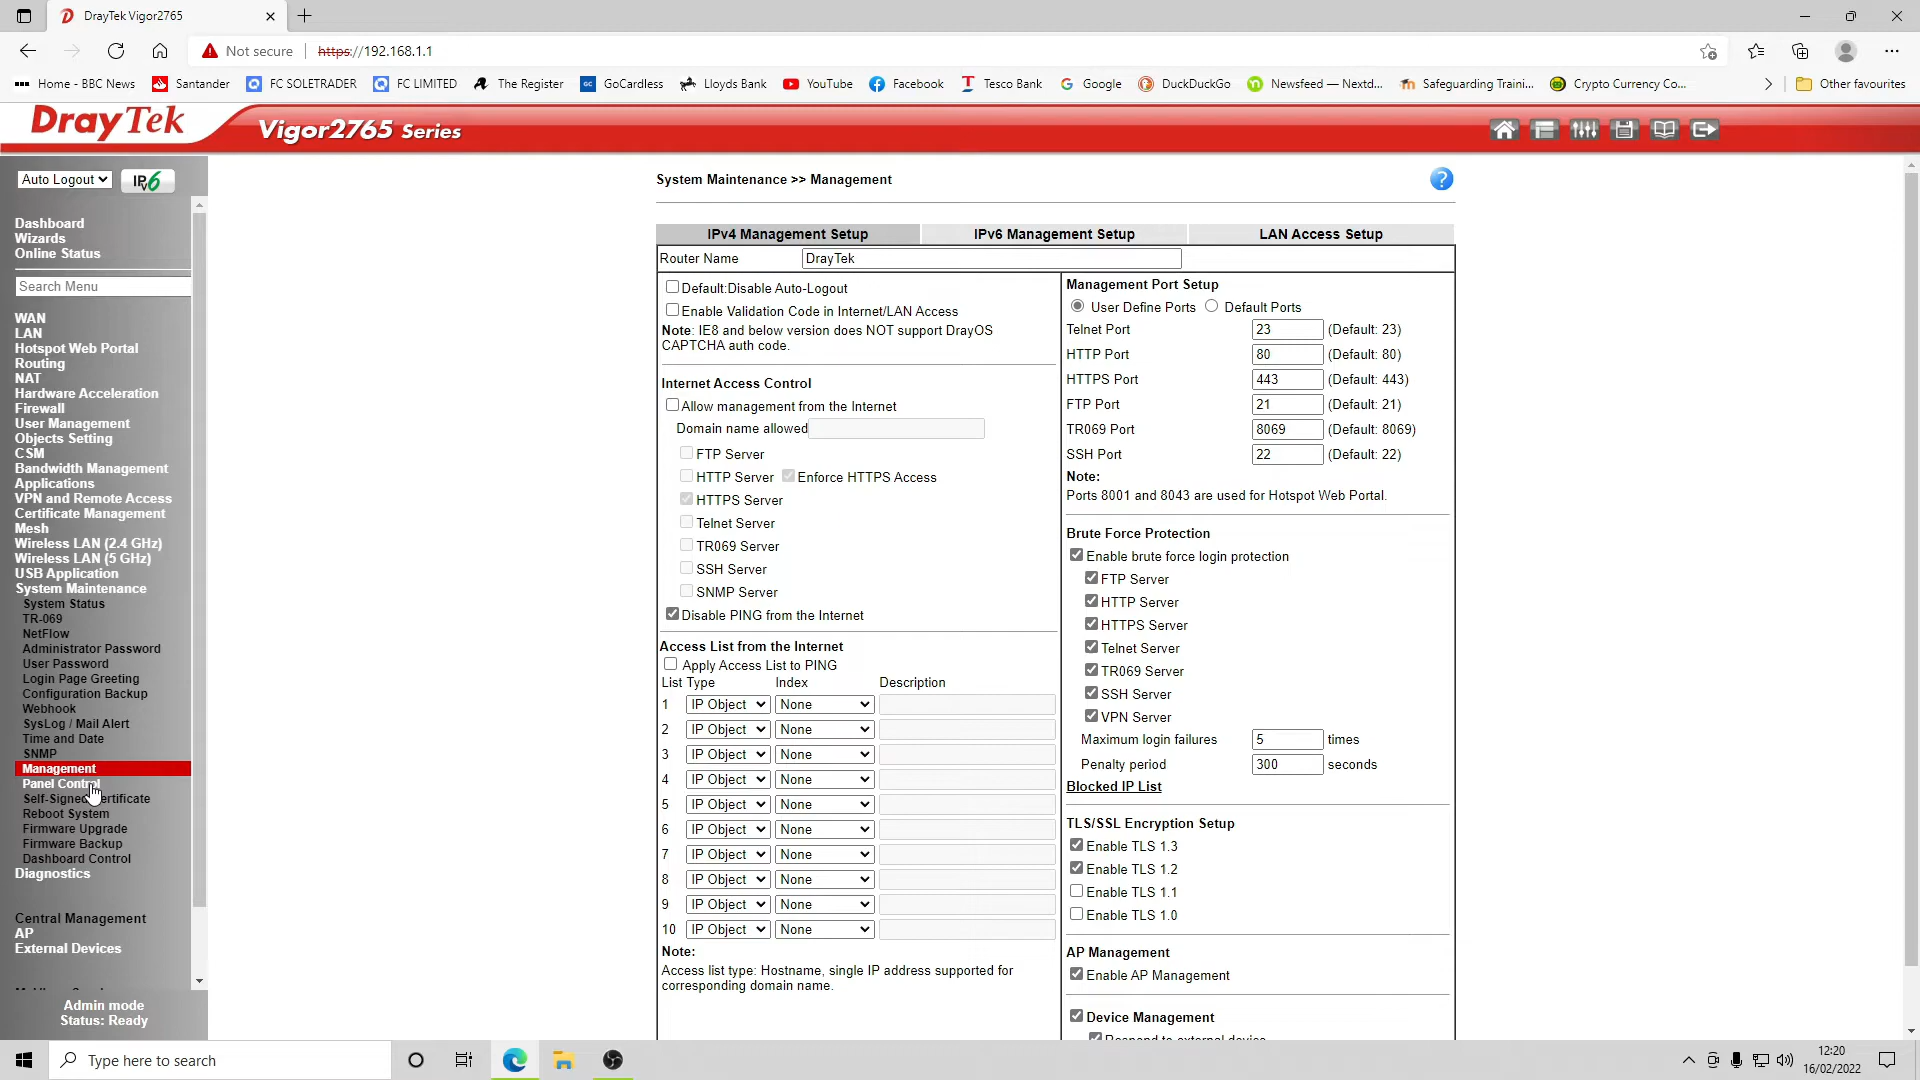 DrayTek Vigor2765
Not secure https://192.168.1.1
Home - BBC News Santander FC SOLETRADER FC LIMITED The Register GoCardless Lloyds Bank YouTube Facebook Tesco Bank Google DuckDuckGo Newsfeed — Nextd... Safeguarding Traini... Crypto Currency Co... Other favourites
DrayTek Vigor2765 Series
Auto Logout IPv6
Dashboard
Wizards
Online Status
Search Menu
WAN
LAN
Hotspot Web Portal
Routing
NAT
Hardware Acceleration
Firewall
User Management
Objects Setting
CSM
Bandwidth Management
Applications
VPN and Remote Access
Certificate Management
Mesh
Wireless LAN (2.4 GHz)
Wireless LAN (5 GHz)
USB Application
System Maintenance
System Status
TR-069
NetFlow
Administrator Password
User Password
Login Page Greeting
Configuration Backup
Webhook
SysLog / Mail Alert
Time and Date
SNMP
Management
Panel Control
Self-Signed Certificate
Reboot System
Firmware Upgrade
Firmware Backup
Dashboard Control
Diagnostics
Central Management
AP
External Devices
Admin mode
Status: Ready
System Maintenance >> Management
IPv4 Management Setup IPv6 Management Setup LAN Access Setup
Router Name DrayTek
Default:Disable Auto-Logout
Enable Validation Code in Internet/LAN Access
Note: IE8 and below version does NOT support DrayOS
CAPTCHA auth code.
Internet Access Control
Allow management from the Internet
Domain name allowed
FTP Server
HTTP Server Enforce HTTPS Access
HTTPS Server
Telnet Server
TR069 Server
SSH Server
SNMP Server
Disable PING from the Internet
Access List from the Internet
Apply Access List to PING
List Type Index Description
1 IP Object None
2 IP Object None
3 IP Object None
4 IP Object None
5 IP Object None
6 IP Object None
7 IP Object None
8 IP Object None
9 IP Object None
10 IP Object None
Note:
Access list type: Hostname, single IP address supported for
corresponding domain name.
Management Port Setup
User Define Ports Default Ports
Telnet Port 23 (Default: 23)
HTTP Port 80 (Default: 80)
HTTPS Port 443 (Default: 443)
FTP Port 21 (Default: 21)
TR069 Port 8069 (Default: 8069)
SSH Port 22 (Default: 22)
Note:
Ports 8001 and 8043 are used for Hotspot Web Portal.
Brute Force Protection
Enable brute force login protection
FTP Server
HTTP Server
HTTPS Server
Telnet Server
TR069 Server
SSH Server
VPN Server
Maximum login failures 5 times
Penalty period 300 seconds
Blocked IP List
TLS/SSL Encryption Setup
Enable TLS 1.3
Enable TLS 1.2
Enable TLS 1.1
Enable TLS 1.0
AP Management
Enable AP Management
Device Management
Respond to external device
Type here to search
12:20
16/02/2022